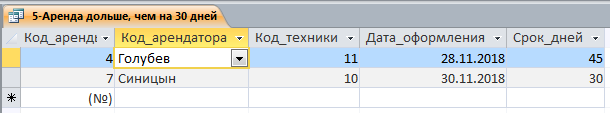 5-Аренда дольше, чем на 30 дней
Код_аренды Код_арендатора Код_техники Дата_оформления Срок_дней
4 Голубев 11 28.11.2018 45
7 Синицын 10 30.11.2018 30
(№)